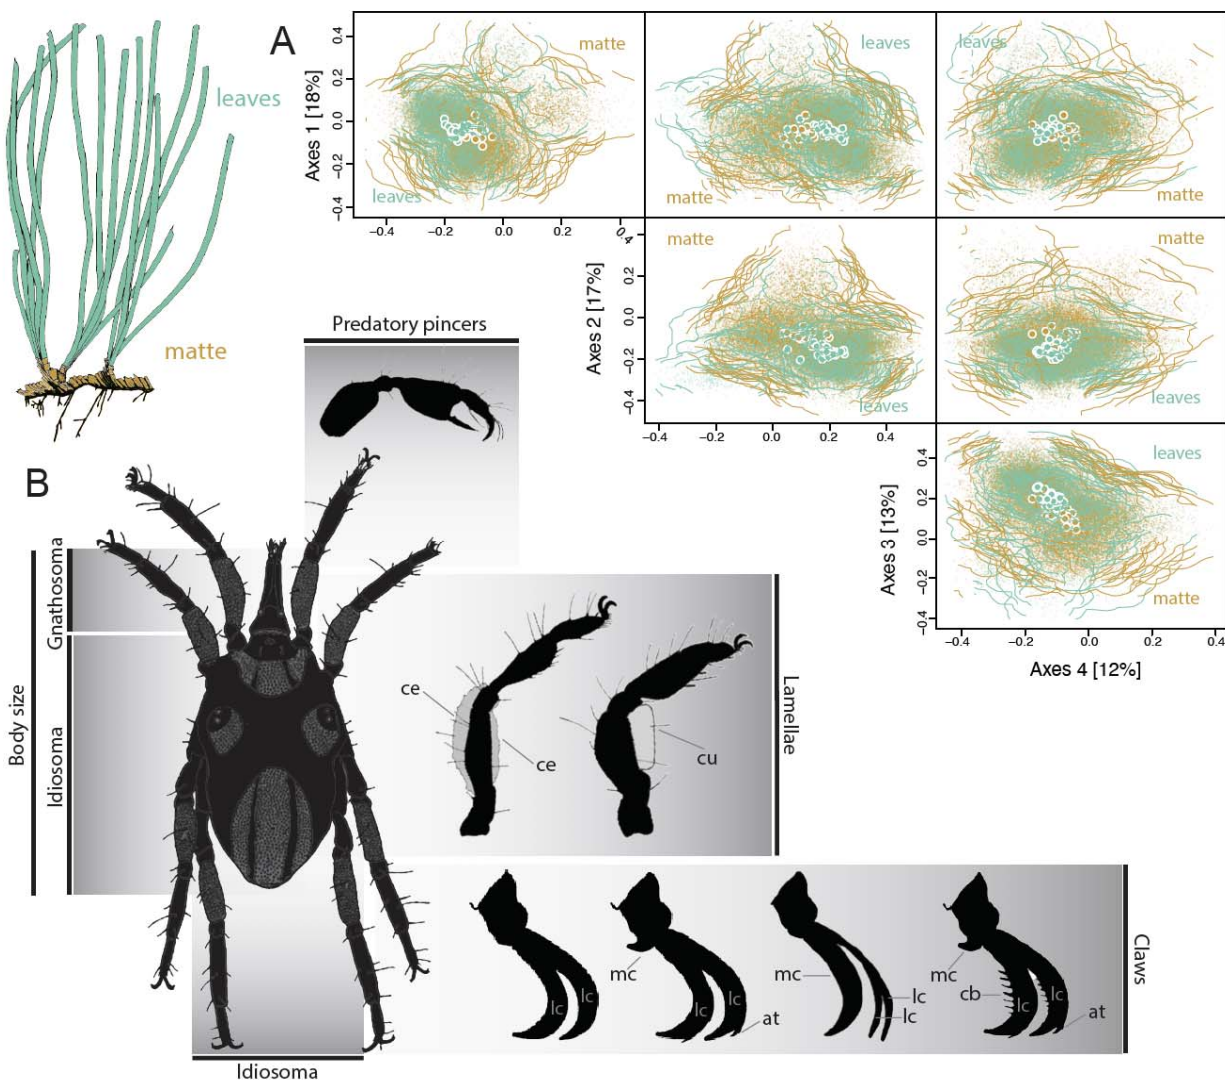 A
leaves
matte
Axes 1 [18%]
0.4
0.2
0.0
−0.2
−0.4
matte
leaves
−0.4
−0.2
0.0
0.2
0.4
leaves
matte
leaves
matte
Axes 2 [17%]
0.4
0.2
0.0
−0.2
−0.4
matte
leaves
−0.4
−0.2
0.0
0.2
0.4
matte
leaves
Axes 3 [13%]
0.4
0.2
0.0
−0.2
−0.4
leaves
matte
−0.4
−0.2
0.0
0.2
0.4
Axes 4 [12%]
B
Predatory pincers
Body size
Gnathosoma
Idiosoma
Idiosoma
ce
ce
cu
Lamellae
lc
lc
mc
lc
lc
at
mc
lc
lc
mc
cb
lc
lc
at
Claws